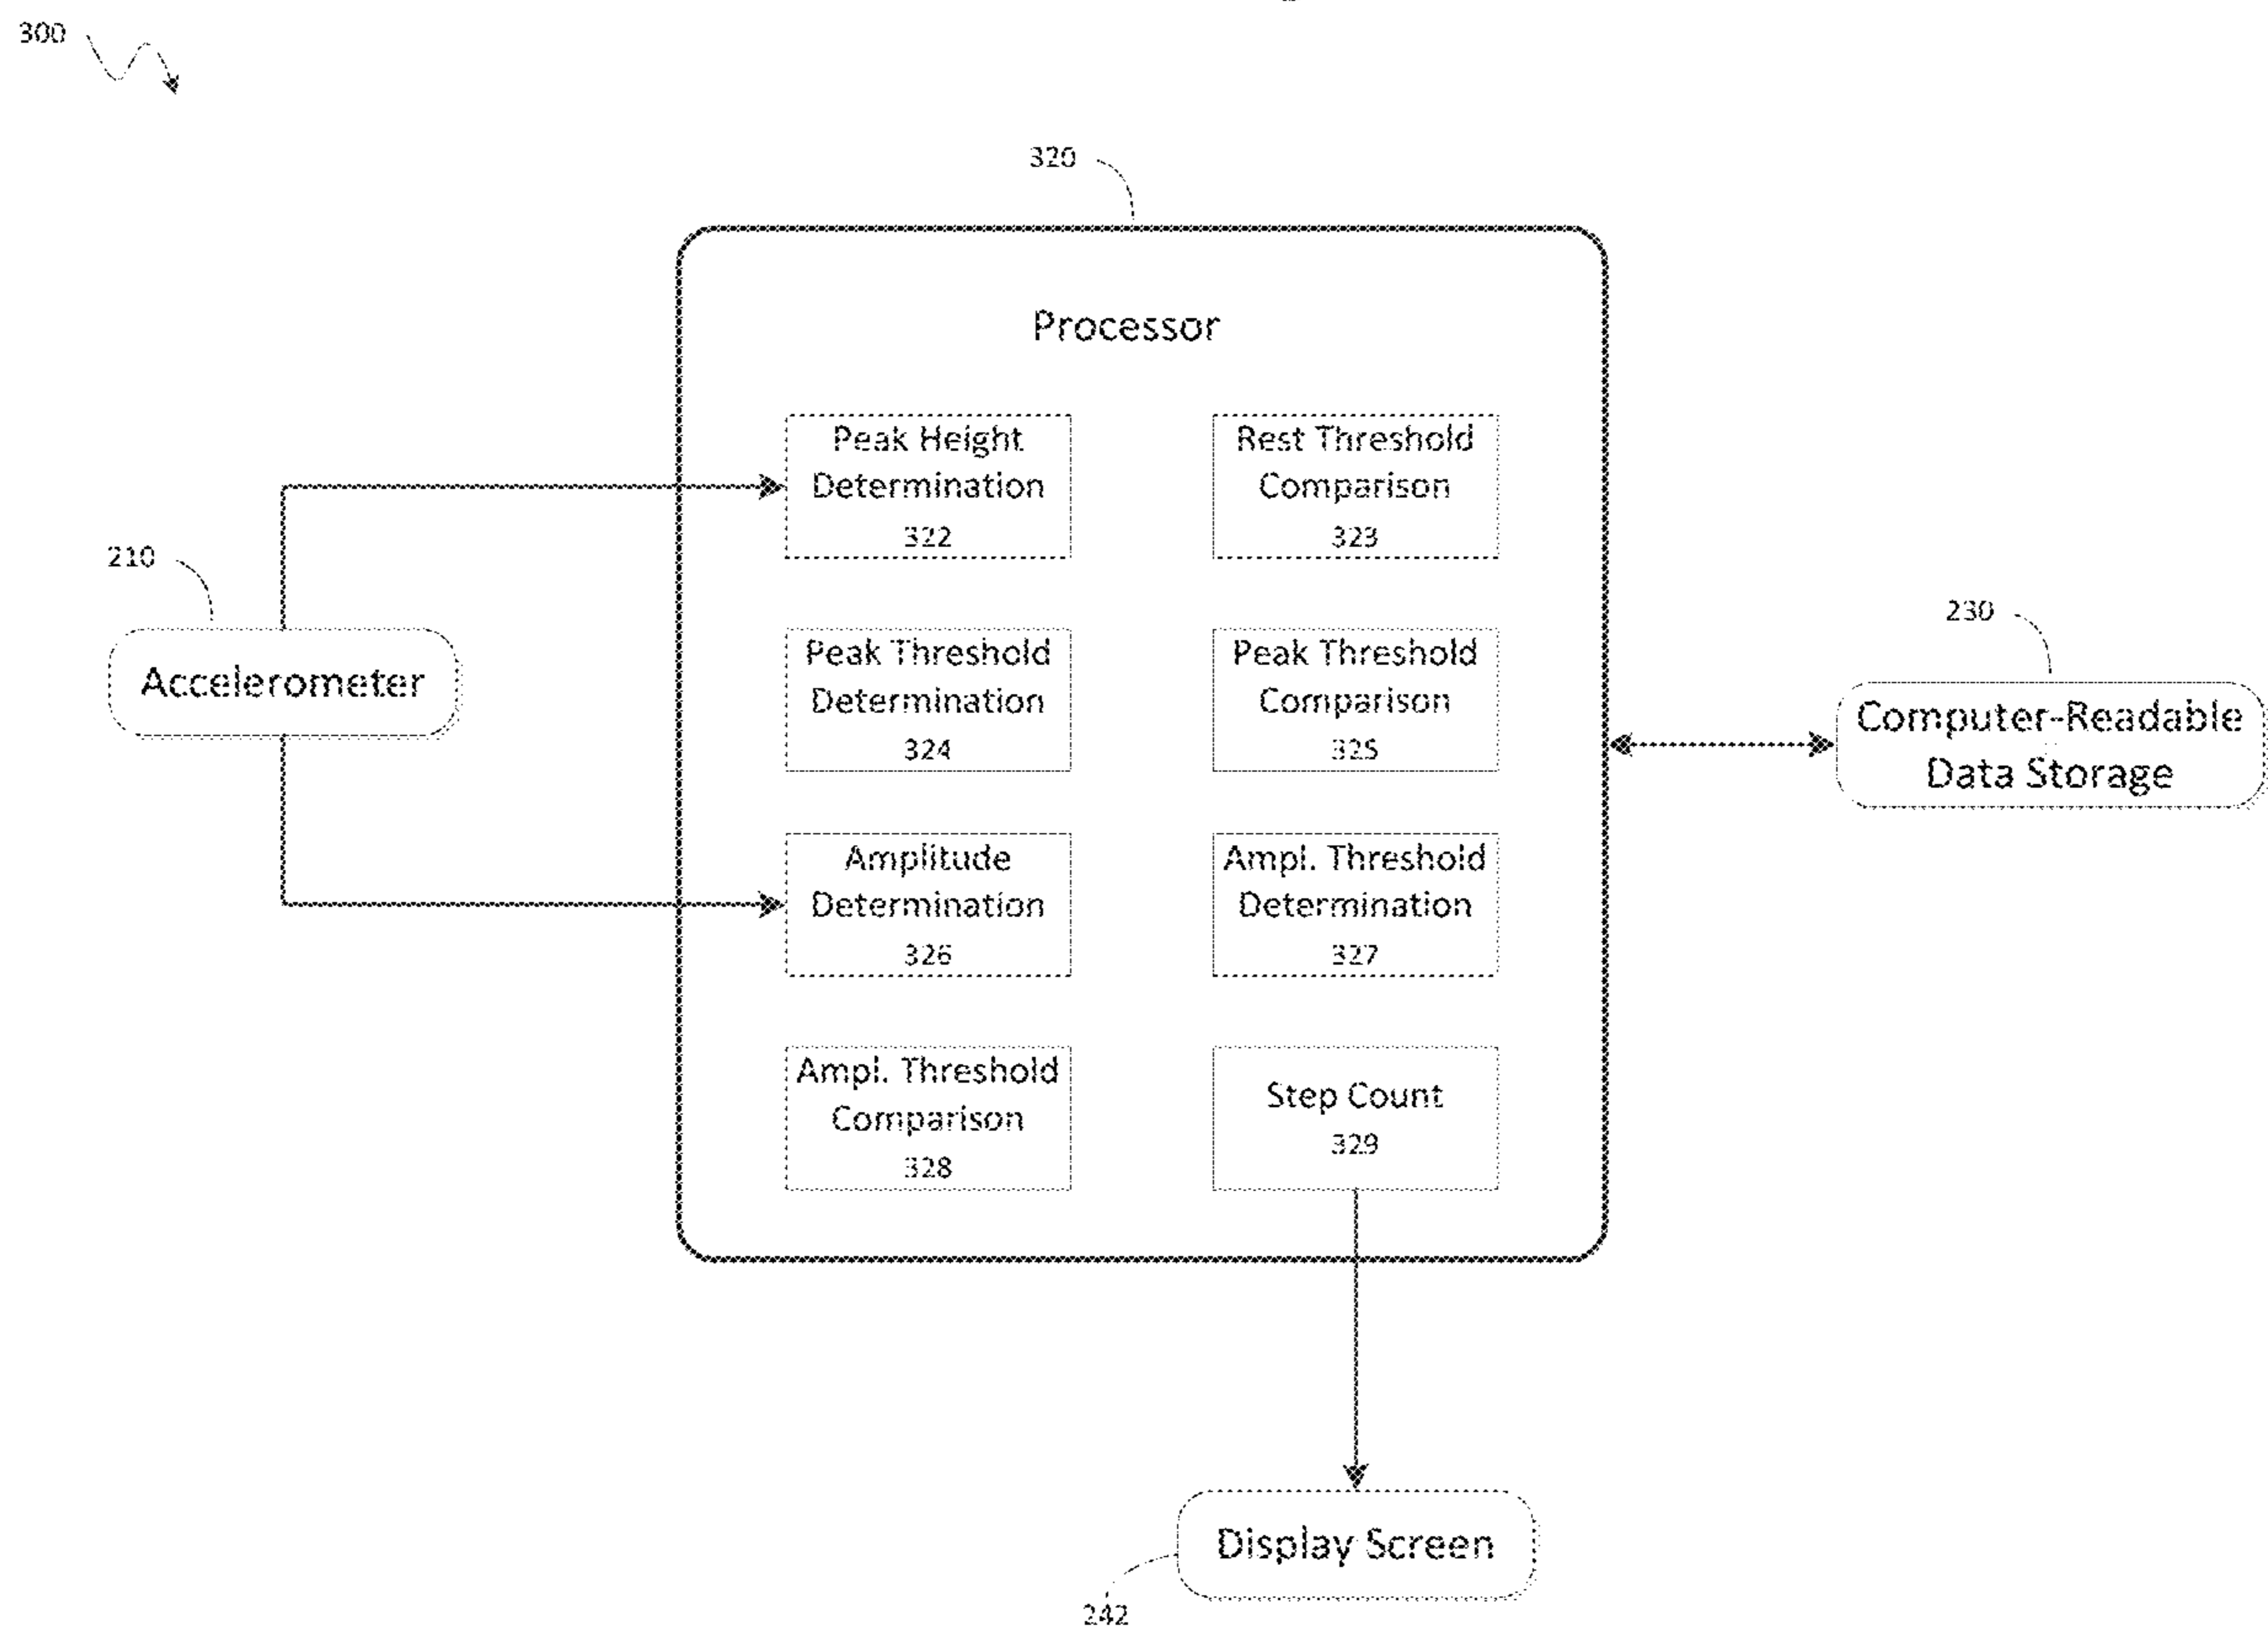 300
320
Processor
Peak Height
Determination
322
Rest Threshold
Comparison
323
210
Accelerometer
Peak Threshold
Determination
324
Peak Threshold
Comparison
325
230
Computer-Readable
Data Storage
Amplitude
Determination
326
Ampl. Threshold
Determination
327
Ampl. Threshold
Comparison
328
Step Count
329
Display Screen
242